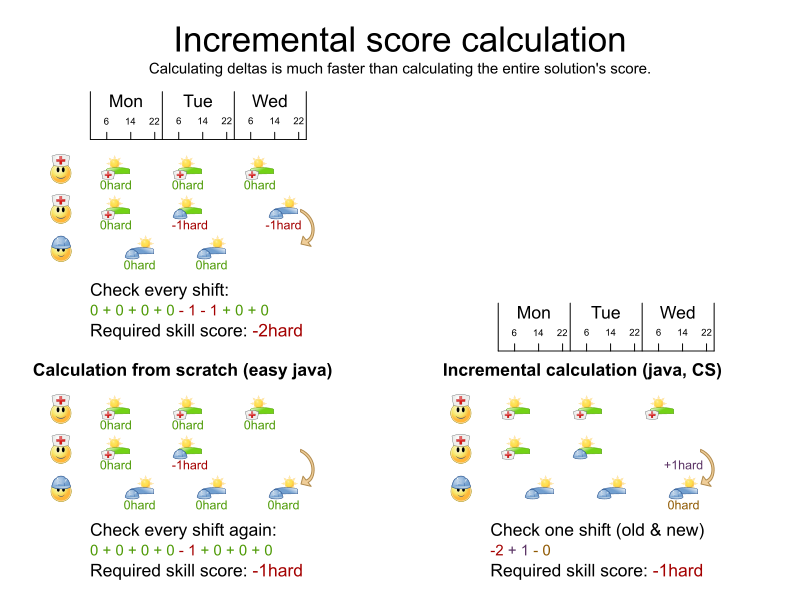 Incremental score calculation
Calculating deltas is much faster than calculating the entire solution's score.
Mon Tue Wed
6 14 22 6 14 22 6 14 22
0hard 0hard 0hard
0hard -1hard -1hard
0hard 0hard
Check every shift:
0 + 0 + 0 + 0 - 1 - 1 + 0 + 0
Required skill score: -2hard
Calculation from scratch (easy java)
0hard 0hard 0hard
0hard -1hard
0hard 0hard 0hard
Check every shift again:
0 + 0 + 0 + 0 - 1 + 0 + 0 + 0
Required skill score: -1hard
Mon Tue Wed
6 14 22 6 14 22 6 14 22
Incremental calculation (java, CS)
+1hard
0hard
Check one shift (old & new)
-2 + 1 - 0
Required skill score: -1hard